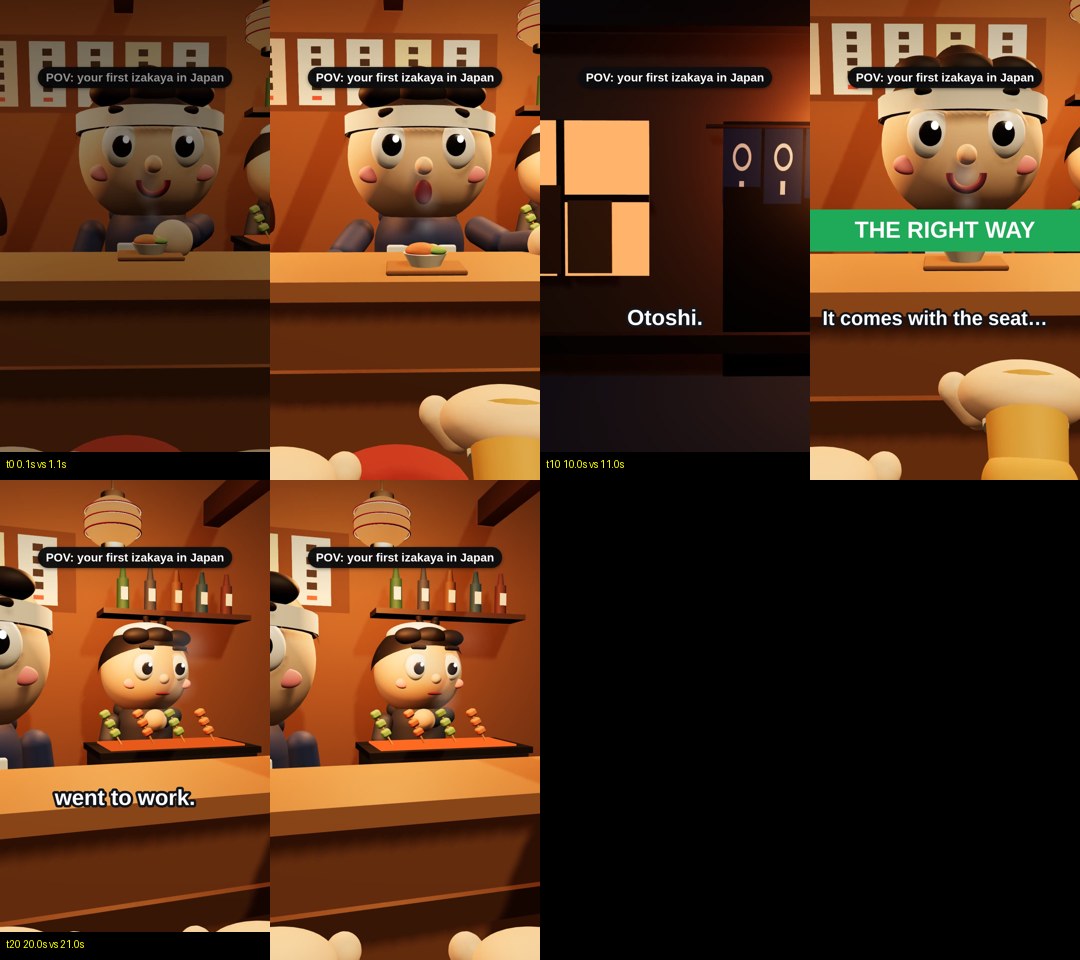 POV: your first izakaya in Japan
POV: your first izakaya in Japan
POV: your first izakaya in Japan
POV: your first izakaya in Japan
THE RIGHT WAY
Otoshi.
It comes with the seat...
t0 0.1s vs 1.1s
t10 10.0s vs 11.0s
POV: your first izakaya in Japan
POV: your first izakaya in Japan
went to work.
t20 20.0s vs 21.0s